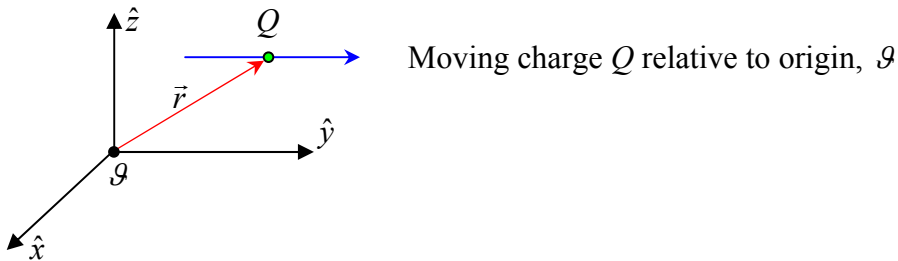 ẑ
Q
Moving charge Q relative to origin, ϑ
r⃗
ŷ
ϑ
x̂